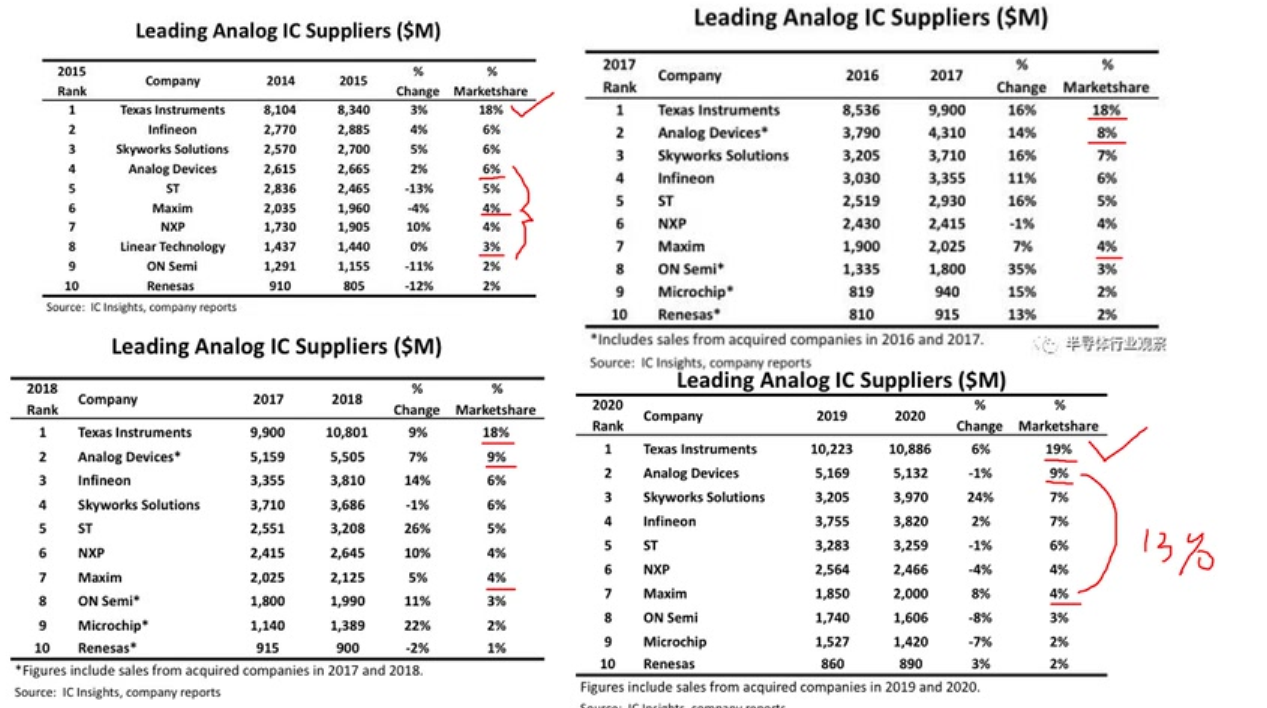 Leading Analog IC Suppliers ($M)
2015 Rank Company 2014 2015 % Change % Marketshare
1 Texas Instruments 8,104 8,340 3% 18%
2 Infineon 2,770 2,885 4% 6%
3 Skyworks Solutions 2,570 2,700 5% 6%
4 Analog Devices 2,615 2,665 2% 6%
5 ST 2,836 2,465 -13% 5%
6 Maxim 2,035 1,960 -4% 4%
7 NXP 1,730 1,905 10% 4%
8 Linear Technology 1,437 1,440 0% 3%
9 ON Semi 1,291 1,155 -11% 2%
10 Renesas 910 805 -12% 2%
Source: IC Insights, company reports
Leading Analog IC Suppliers ($M)
2017 Rank Company 2016 2017 % Change % Marketshare
1 Texas Instruments 8,536 9,900 16% 18%
2 Analog Devices* 3,790 4,310 14% 8%
3 Skyworks Solutions 3,205 3,710 16% 7%
4 Infineon 3,030 3,355 11% 6%
5 ST 2,519 2,930 16% 5%
6 NXP 2,430 2,415 -1% 4%
7 Maxim 1,900 2,025 7% 4%
8 ON Semi* 1,335 1,800 35% 3%
9 Microchip* 819 940 15% 2%
10 Renesas* 810 915 13% 2%
*Includes sales from acquired companies in 2016 and 2017.
半导体行业观察
Source: IC Insights, company reports
Leading Analog IC Suppliers ($M)
2018 Rank Company 2017 2018 % Change % Marketshare
1 Texas Instruments 9,900 10,801 9% 18%
2 Analog Devices* 5,159 5,505 7% 9%
3 Infineon 3,355 3,810 14% 6%
4 Skyworks Solutions 3,710 3,686 -1% 6%
5 ST 2,551 3,208 26% 5%
6 NXP 2,415 2,645 10% 4%
7 Maxim 2,025 2,125 5% 4%
8 ON Semi* 1,800 1,990 11% 3%
9 Microchip* 1,140 1,389 22% 2%
10 Renesas* 915 900 -2% 1%
*Figures include sales from acquired companies in 2017 and 2018.
Source: IC Insights, company reports
Leading Analog IC Suppliers ($M)
2020 Rank Company 2019 2020 % Change % Marketshare
1 Texas Instruments 10,223 10,886 6% 19%
2 Analog Devices 5,169 5,132 -1% 9%
3 Skyworks Solutions 3,205 3,970 24% 7%
4 Infineon 3,755 3,820 2% 7%
5 ST 3,283 3,259 -1% 6%
6 NXP 2,564 2,466 -4% 4%
7 Maxim 1,850 2,000 8% 4%
8 ON Semi 1,740 1,606 -8% 3%
9 Microchip 1,527 1,420 -7% 2%
10 Renesas 860 890 3% 2%
13%
Figures include sales from acquired companies in 2019 and 2020.
Source: IC Insights, company reports